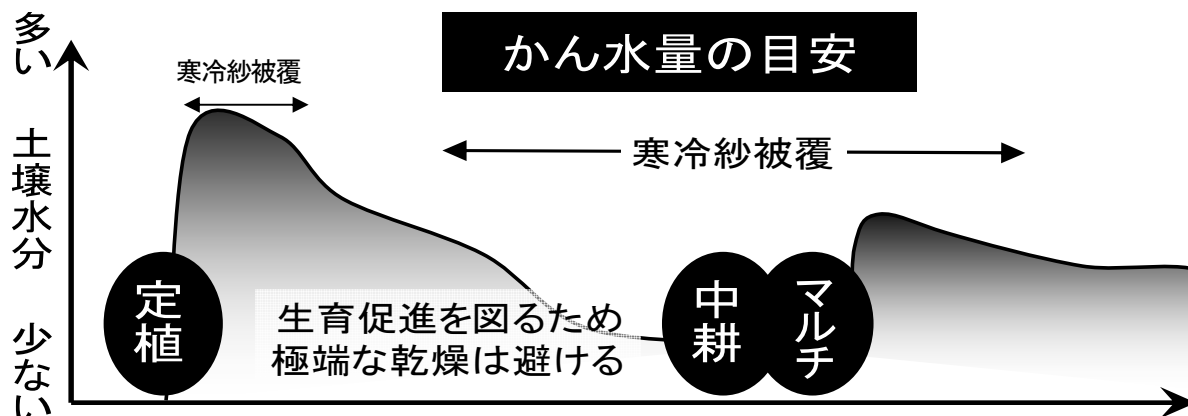 かん水量の目安
多い 土壌水分 少ない
寒冷紗被覆
寒冷紗被覆
定植
生育促進を図るため
極端な乾燥は避ける
中耕
マルチ